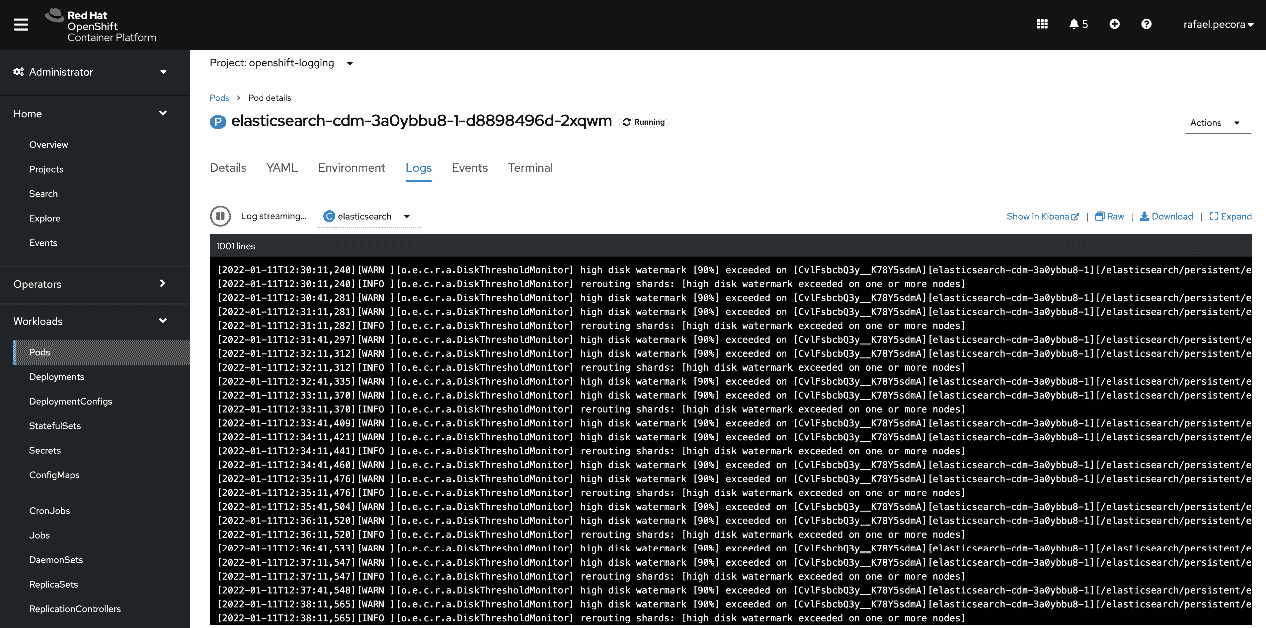 Red Hat
OpenShift
Container Platform
5
rafael.pecora
Administrator
Home
Overview
Projects
Search
Explore
Events
Operators
Workloads
Pods
Deployments
DeploymentConfigs
StatefulSets
Secrets
ConfigMaps
CronJobs
Jobs
DaemonSets
ReplicaSets
ReplicationControllers
Project: openshift-logging
Pods > Pod details
P elasticsearch-cdm-3a0ybbu8-1-d8898496d-2xqwm Running
Actions
Details YAML Environment Logs Events Terminal
Log streaming... C elasticsearch
Show in Kibana | Raw | Download | Expand
1001 lines
[2022-01-11T12:30:11,240][WARN ][o.e.c.r.a.DiskThresholdMonitor] high disk watermark [90%] exceeded on [CvlFsbcbQ3y__K78Y5sdmA][elasticsearch-cdm-3a0ybbu8-1][/elasticsearch/persistent/e
[2022-01-11T12:30:11,240][INFO ][o.e.c.r.a.DiskThresholdMonitor] rerouting shards: [high disk watermark exceeded on one or more nodes]
[2022-01-11T12:30:41,281][WARN ][o.e.c.r.a.DiskThresholdMonitor] high disk watermark [90%] exceeded on [CvlFsbcbQ3y__K78Y5sdmA][elasticsearch-cdm-3a0ybbu8-1][/elasticsearch/persistent/e
[2022-01-11T12:31:11,281][WARN ][o.e.c.r.a.DiskThresholdMonitor] high disk watermark [90%] exceeded on [CvlFsbcbQ3y__K78Y5sdmA][elasticsearch-cdm-3a0ybbu8-1][/elasticsearch/persistent/e
[2022-01-11T12:31:11,282][INFO ][o.e.c.r.a.DiskThresholdMonitor] rerouting shards: [high disk watermark exceeded on one or more nodes]
[2022-01-11T12:31:41,297][WARN ][o.e.c.r.a.DiskThresholdMonitor] high disk watermark [90%] exceeded on [CvlFsbcbQ3y__K78Y5sdmA][elasticsearch-cdm-3a0ybbu8-1][/elasticsearch/persistent/e
[2022-01-11T12:32:11,312][WARN ][o.e.c.r.a.DiskThresholdMonitor] high disk watermark [90%] exceeded on [CvlFsbcbQ3y__K78Y5sdmA][elasticsearch-cdm-3a0ybbu8-1][/elasticsearch/persistent/e
[2022-01-11T12:32:11,312][INFO ][o.e.c.r.a.DiskThresholdMonitor] rerouting shards: [high disk watermark exceeded on one or more nodes]
[2022-01-11T12:32:41,335][WARN ][o.e.c.r.a.DiskThresholdMonitor] high disk watermark [90%] exceeded on [CvlFsbcbQ3y__K78Y5sdmA][elasticsearch-cdm-3a0ybbu8-1][/elasticsearch/persistent/e
[2022-01-11T12:33:11,370][WARN ][o.e.c.r.a.DiskThresholdMonitor] high disk watermark [90%] exceeded on [CvlFsbcbQ3y__K78Y5sdmA][elasticsearch-cdm-3a0ybbu8-1][/elasticsearch/persistent/e
[2022-01-11T12:33:11,370][INFO ][o.e.c.r.a.DiskThresholdMonitor] rerouting shards: [high disk watermark exceeded on one or more nodes]
[2022-01-11T12:33:41,409][WARN ][o.e.c.r.a.DiskThresholdMonitor] high disk watermark [90%] exceeded on [CvlFsbcbQ3y__K78Y5sdmA][elasticsearch-cdm-3a0ybbu8-1][/elasticsearch/persistent/e
[2022-01-11T12:34:11,421][WARN ][o.e.c.r.a.DiskThresholdMonitor] high disk watermark [90%] exceeded on [CvlFsbcbQ3y__K78Y5sdmA][elasticsearch-cdm-3a0ybbu8-1][/elasticsearch/persistent/e
[2022-01-11T12:34:11,441][INFO ][o.e.c.r.a.DiskThresholdMonitor] rerouting shards: [high disk watermark exceeded on one or more nodes]
[2022-01-11T12:34:41,460][WARN ][o.e.c.r.a.DiskThresholdMonitor] high disk watermark [90%] exceeded on [CvlFsbcbQ3y__K78Y5sdmA][elasticsearch-cdm-3a0ybbu8-1][/elasticsearch/persistent/e
[2022-01-11T12:35:11,476][WARN ][o.e.c.r.a.DiskThresholdMonitor] high disk watermark [90%] exceeded on [CvlFsbcbQ3y__K78Y5sdmA][elasticsearch-cdm-3a0ybbu8-1][/elasticsearch/persistent/e
[2022-01-11T12:35:11,476][INFO ][o.e.c.r.a.DiskThresholdMonitor] rerouting shards: [high disk watermark exceeded on one or more nodes]
[2022-01-11T12:35:41,504][WARN ][o.e.c.r.a.DiskThresholdMonitor] high disk watermark [90%] exceeded on [CvlFsbcbQ3y__K78Y5sdmA][elasticsearch-cdm-3a0ybbu8-1][/elasticsearch/persistent/e
[2022-01-11T12:36:11,520][WARN ][o.e.c.r.a.DiskThresholdMonitor] high disk watermark [90%] exceeded on [CvlFsbcbQ3y__K78Y5sdmA][elasticsearch-cdm-3a0ybbu8-1][/elasticsearch/persistent/e
[2022-01-11T12:36:11,520][INFO ][o.e.c.r.a.DiskThresholdMonitor] rerouting shards: [high disk watermark exceeded on one or more nodes]
[2022-01-11T12:36:41,533][WARN ][o.e.c.r.a.DiskThresholdMonitor] high disk watermark [90%] exceeded on [CvlFsbcbQ3y__K78Y5sdmA][elasticsearch-cdm-3a0ybbu8-1][/elasticsearch/persistent/e
[2022-01-11T12:37:11,547][WARN ][o.e.c.r.a.DiskThresholdMonitor] high disk watermark [90%] exceeded on [CvlFsbcbQ3y__K78Y5sdmA][elasticsearch-cdm-3a0ybbu8-1][/elasticsearch/persistent/e
[2022-01-11T12:37:11,547][INFO ][o.e.c.r.a.DiskThresholdMonitor] rerouting shards: [high disk watermark exceeded on one or more nodes]
[2022-01-11T12:37:41,548][WARN ][o.e.c.r.a.DiskThresholdMonitor] high disk watermark [90%] exceeded on [CvlFsbcbQ3y__K78Y5sdmA][elasticsearch-cdm-3a0ybbu8-1][/elasticsearch/persistent/e
[2022-01-11T12:38:11,565][WARN ][o.e.c.r.a.DiskThresholdMonitor] high disk watermark [90%] exceeded on [CvlFsbcbQ3y__K78Y5sdmA][elasticsearch-cdm-3a0ybbu8-1][/elasticsearch/persistent/e
[2022-01-11T12:38:11,565][INFO ][o.e.c.r.a.DiskThresholdMonitor] rerouting shards: [high disk watermark exceeded on one or more nodes]